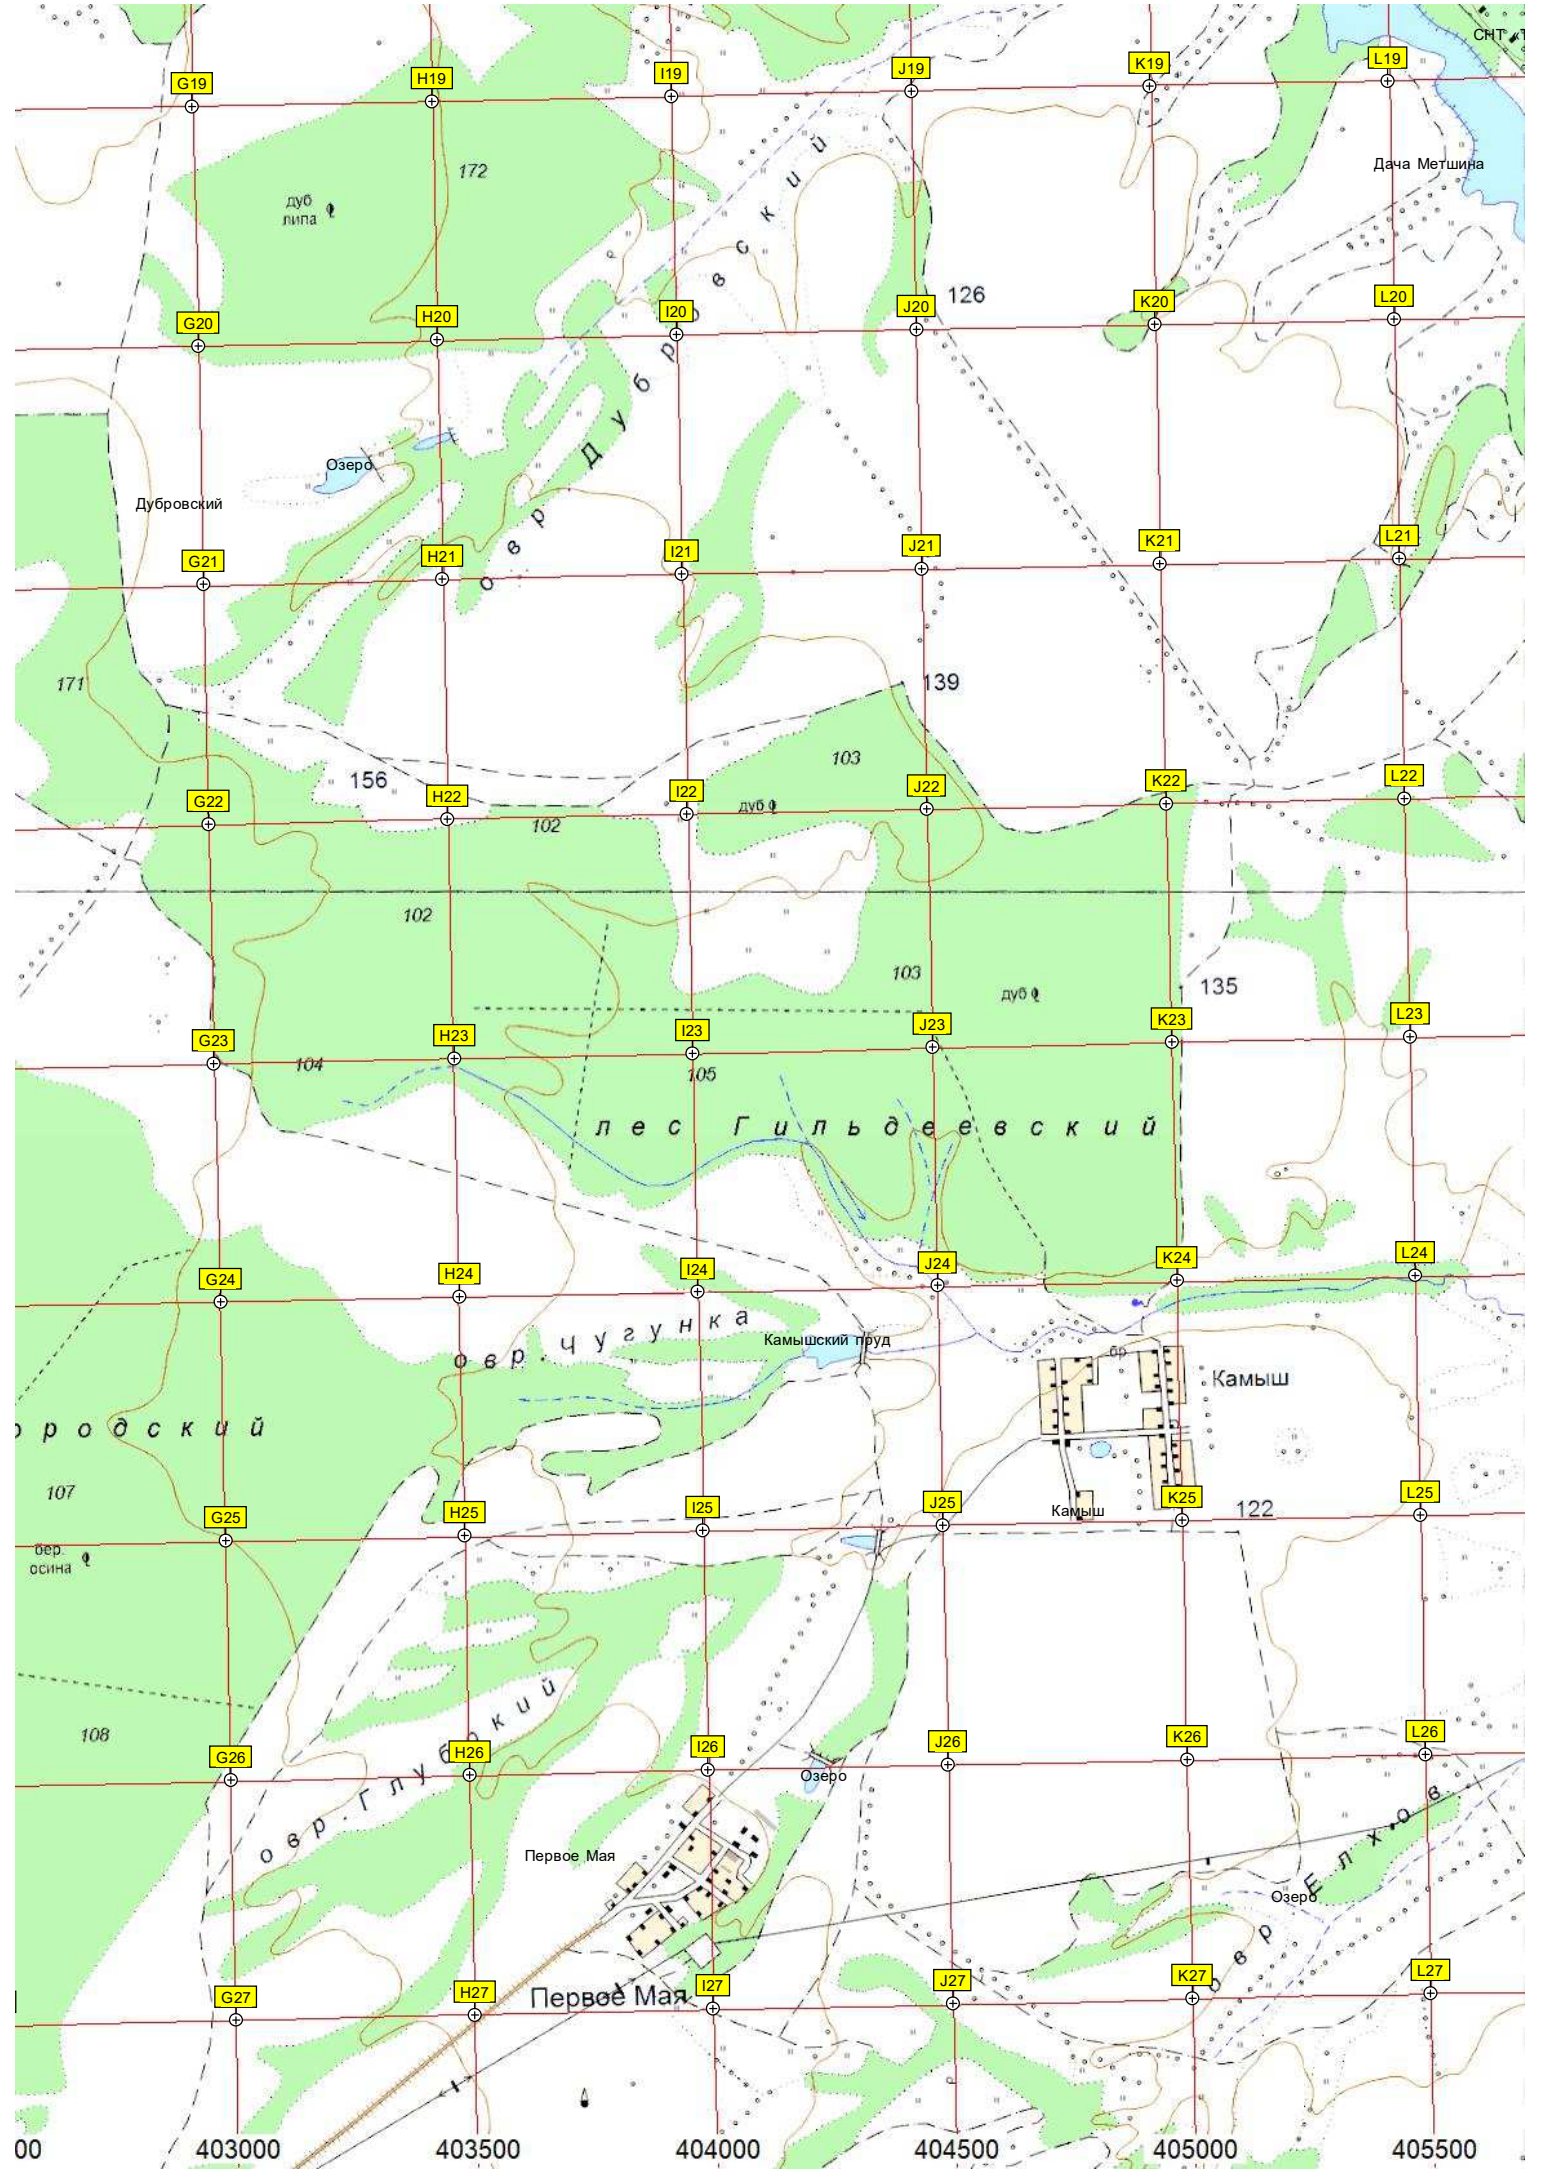 СНТ
G19 H19 I19 J19 K19 L19
Дача Метшина
172
дуб
липа
126
G20 H20 I20 J20 K20 L20
овр. Дубровский
Озеро
Дубровский
G21 H21 I21 J21 K21 L21
171
139
103
156
G22 H22 I22 J22 K22 L22
дуб
102
102
103
дуб
135
G23 H23 I23 J23 K23 L23
104
105
лес Гильдеевский
G24 H24 I24 J24 K24 L24
овр. Чугунка
Камышский пруд
бр
Камыш
ородский
107
G25 H25 I25 J25 K25 L25
Камыш
122
бер.
осина
108
G26 H26 I26 J26 K26 L26
овр. Глубокий
Озеро
Первое Мая
овр Елхов
Озеро
G27 H27 I27 J27 K27 L27
Первое Мая
00 403000 403500 404000 404500 405000 405500